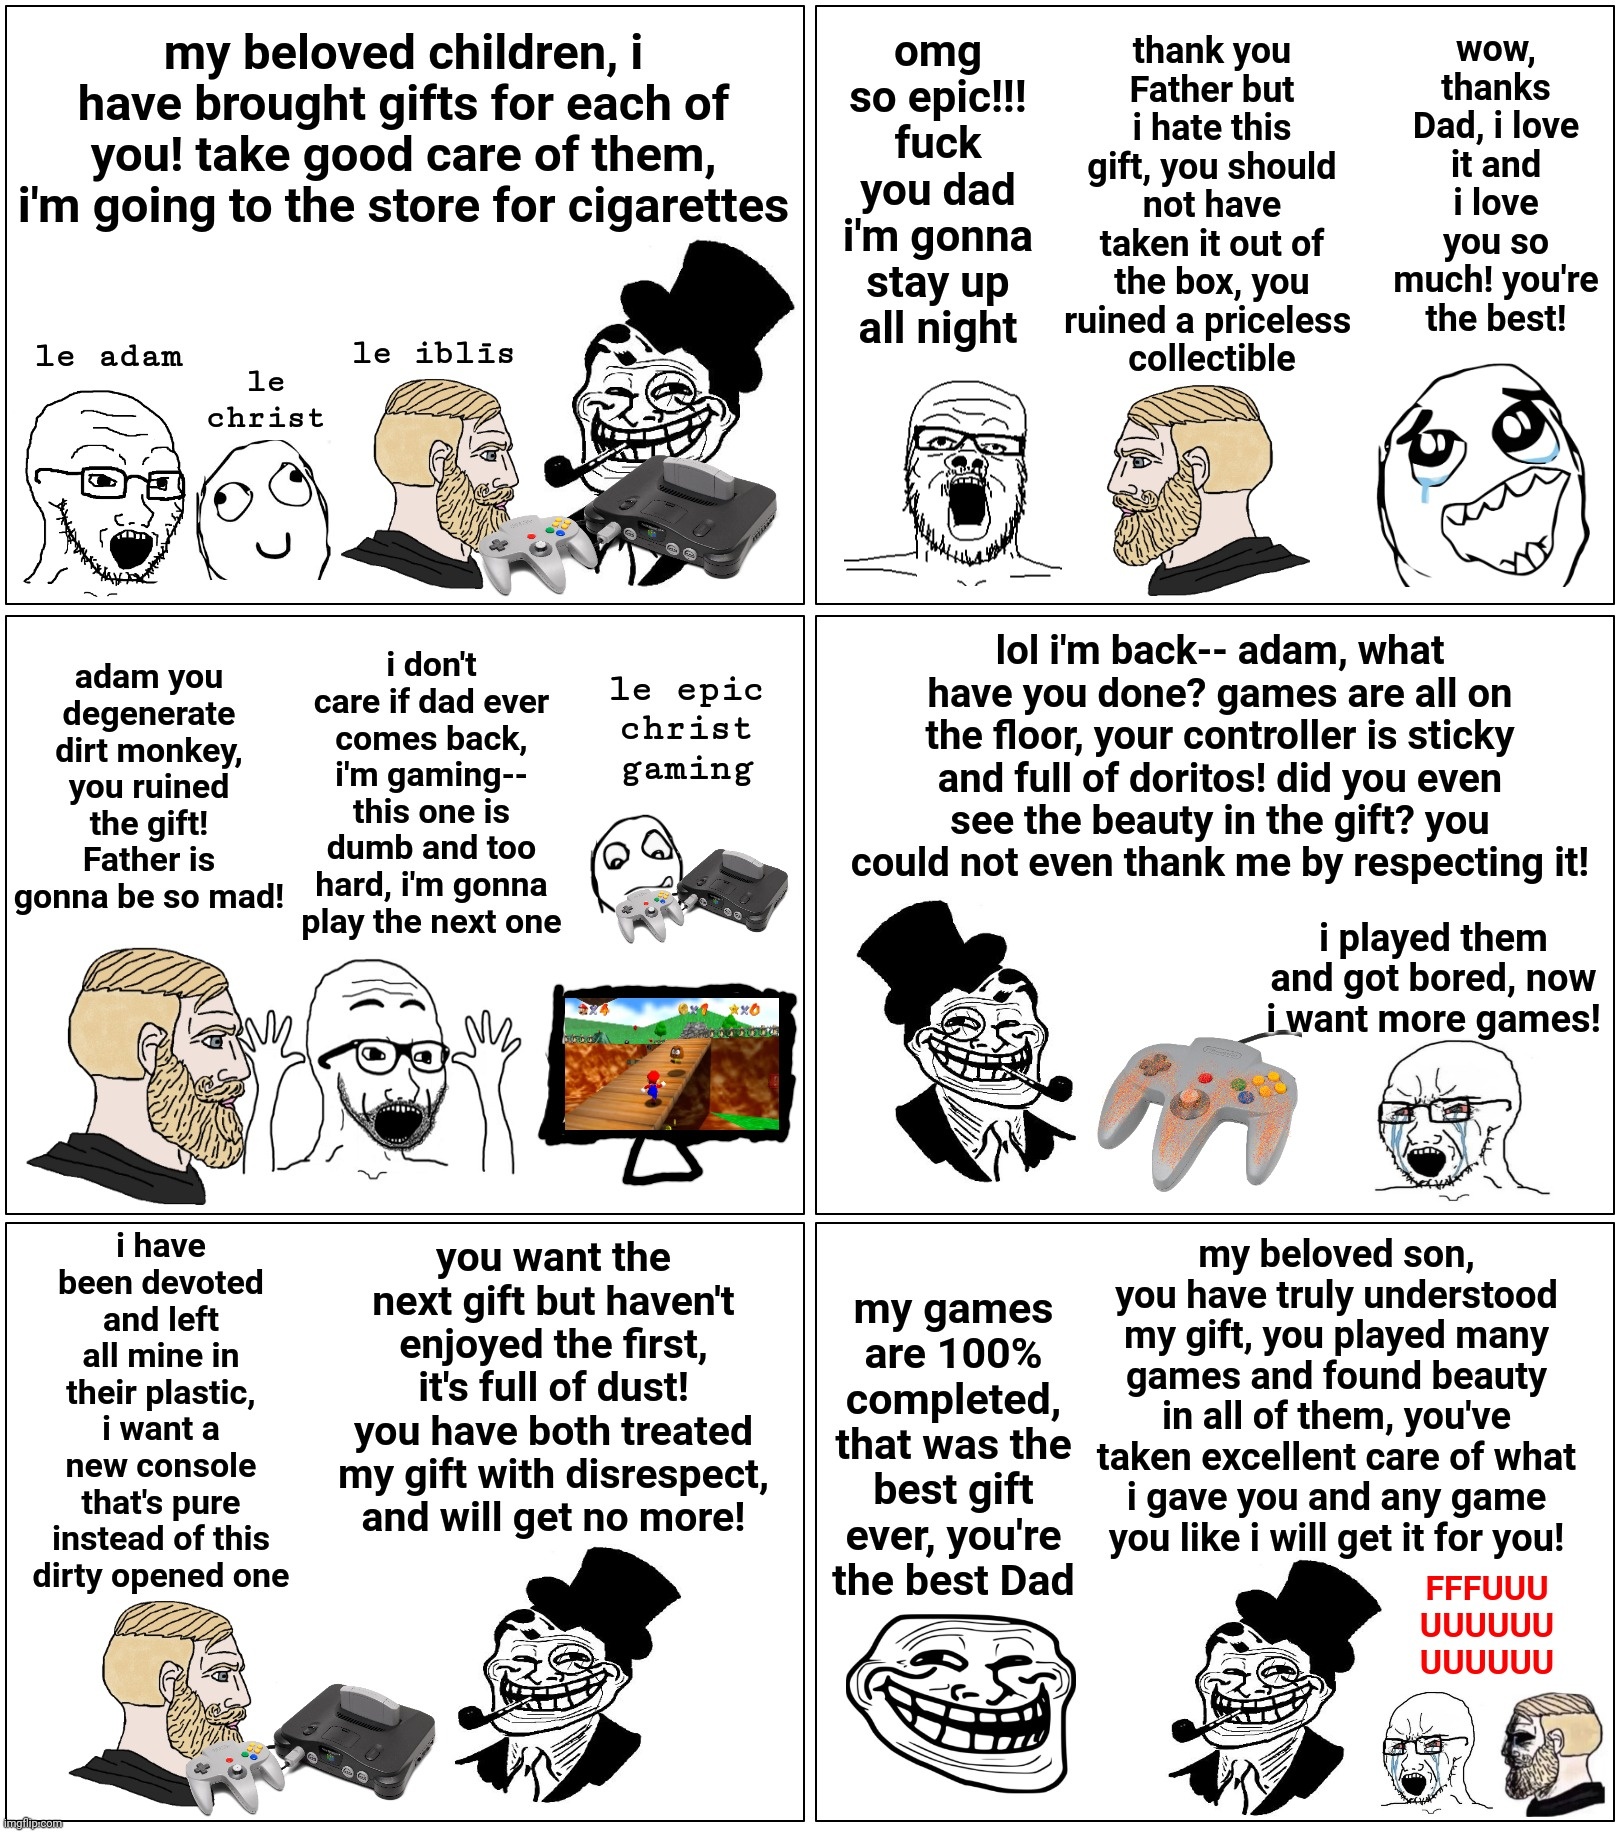 my beloved children, i
have brought gifts for each of
you! take good care of them,
i'm going to the store for cigarettes
le adam
le
christ
le iblīs
omg
so epic!!!
fuck
you dad
i'm gonna
stay up
all night
thank you
Father but
i hate this
gift, you should
not have
taken it out of
the box, you
ruined a priceless
collectible
wow,
thanks
Dad, i love
it and
i love
you so
much! you're
the best!
adam you
degenerate
dirt monkey,
you ruined
the gift!
Father is
gonna be so mad!
i don't
care if dad ever
comes back,
i'm gaming--
this one is
dumb and too
hard, i'm gonna
play the next one
le epic
christ
gaming
lol i'm back-- adam, what
have you done? games are all on
the floor, your controller is sticky
and full of doritos! did you even
see the beauty in the gift? you
could not even thank me by respecting it!
i played them
and got bored, now
i want more games!
i have
been devoted
and left
all mine in
their plastic,
i want a
new console
that's pure
instead of this
dirty opened one
you want the
next gift but haven't
enjoyed the first,
it's full of dust!
you have both treated
my gift with disrespect,
and will get no more!
my games
are 100%
completed,
that was the
best gift
ever, you're
the best Dad
my beloved son,
you have truly understood
my gift, you played many
games and found beauty
in all of them, you've
taken excellent care of what
i gave you and any game
you like i will get it for you!
FFFUUU
UUUUUU
UUUUUU
imgflip.com